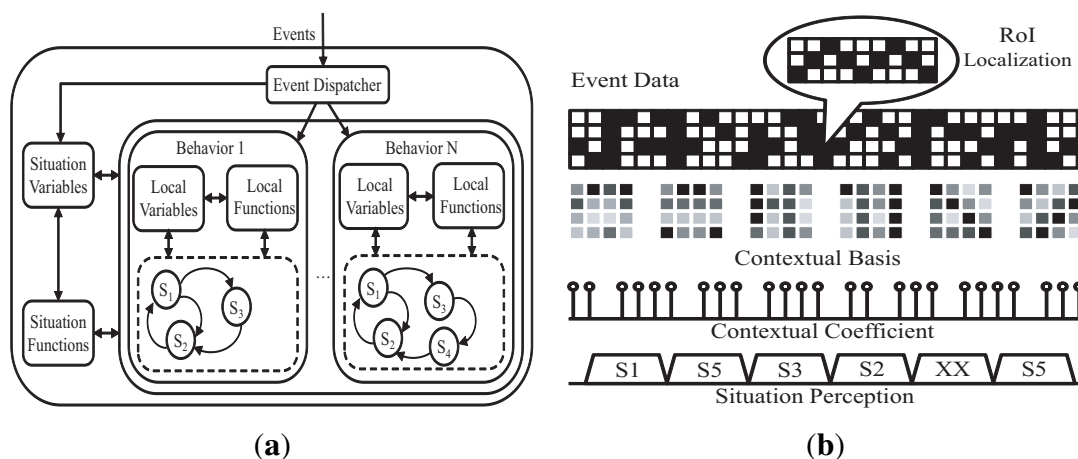 Events
Event Dispatcher
Situation
Variables
Situation
Functions
Behavior 1
Local
Variables
Local
Functions
S1
S3
S2
...
Behavior N
Local
Variables
Local
Functions
S1
S3
S2
S4
(a)
RoI
Localization
Event Data
Contextual Basis
Contextual Coefficient
S1 S5 S3 S2 XX S5
Situation Perception
(b)